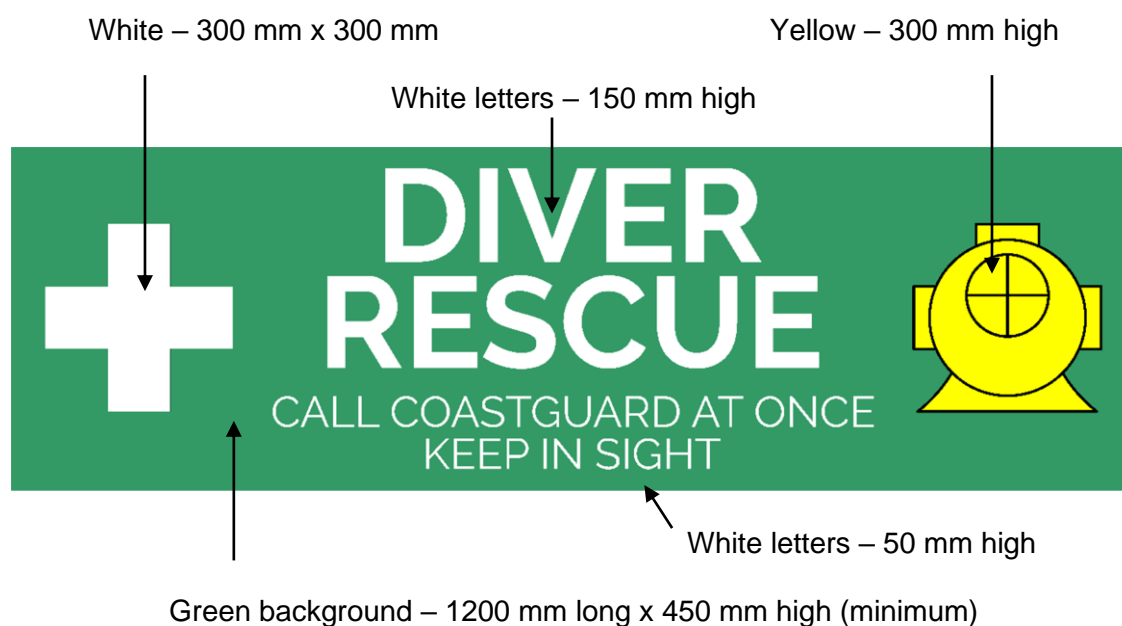 White – 300 mm x 300 mm
Yellow – 300 mm high
White letters – 150 mm high
DIVER
RESCUE
CALL COASTGUARD AT ONCE
KEEP IN SIGHT
White letters – 50 mm high
Green background – 1200 mm long x 450 mm high (minimum)